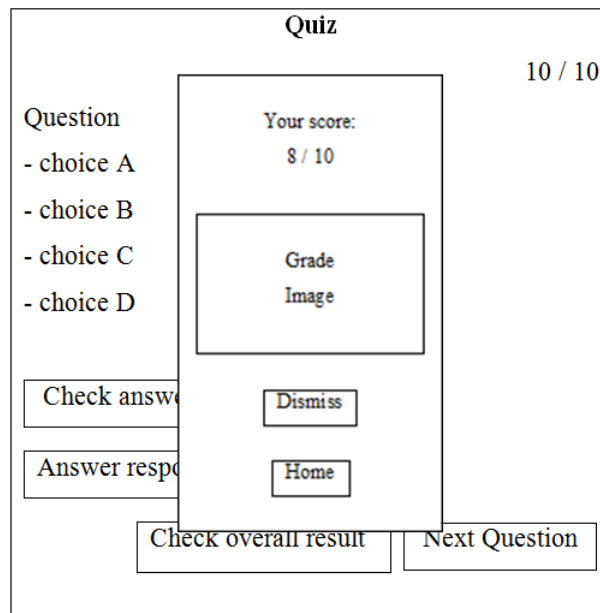 Quiz
10 / 10
Question
- choice A
- choice B
- choice C
- choice D
Check answe
Answer respo
Check overall result
Next Question
Your score:
8 / 10
Grade
Image
Dismiss
Home